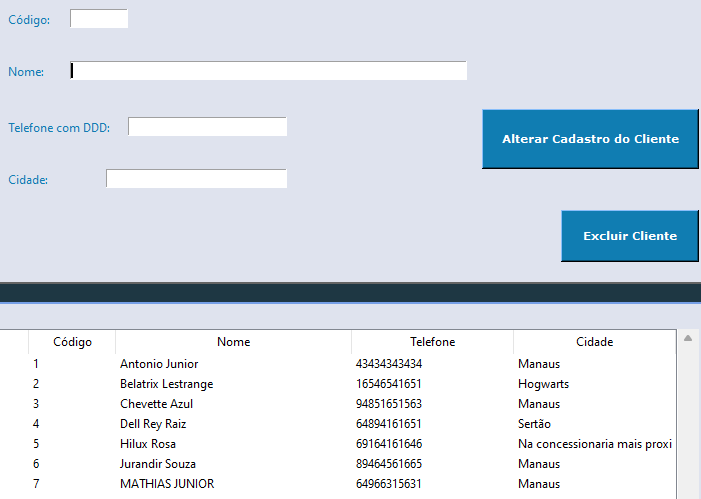 Código:
Nome:
Telefone com DDD:
Alterar Cadastro do Cliente
Cidade:
Excluir Cliente
Código Nome Telefone Cidade
1 Antonio Junior 43434343434 Manaus
2 Belatrix Lestrange 16546541651 Hogwarts
3 Chevette Azul 94851651563 Manaus
4 Dell Rey Raiz 64894161651 Sertão
5 Hilux Rosa 69164161646 Na concessionaria mais proxi
6 Jurandir Souza 89464561665 Manaus
7 MATHIAS JUNIOR 64966315631 Manaus